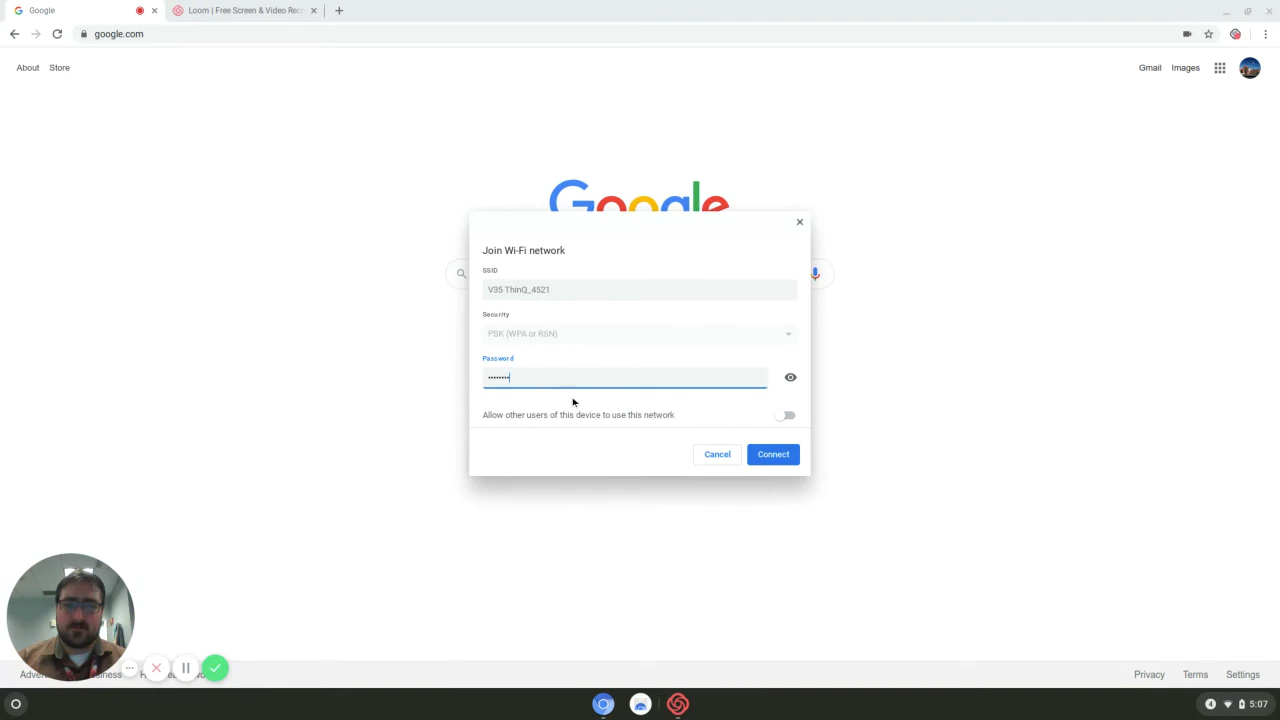 Google
Loom | Free Screen & Video Rec
google.com
About Store
Gmail Images
Google
Join Wi-Fi network
SSID
V35 ThinQ_4521
Security
PSK (WPA or RSN)
Password
••••••••
Allow other users of this device to use this network
Cancel Connect
Privacy Terms Settings
4 5:07